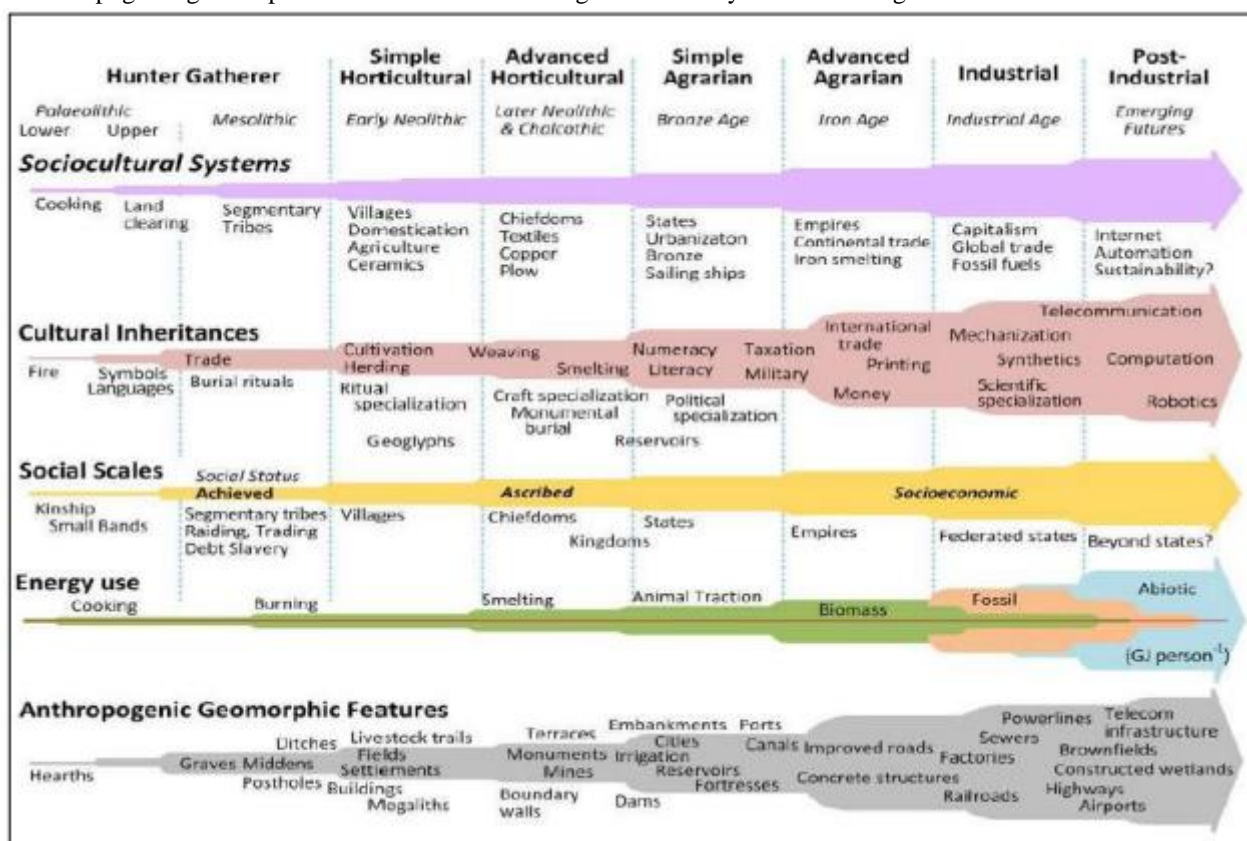 Hunter Gatherer
Simple
Horticultural
Advanced
Horticultural
Simple
Agrarian
Advanced
Agrarian
Industrial
Post-
Industrial
Palaeolithic
Lower Upper
Mesolithic
Early Neolithic
Later Neolithic
& Chalcothic
Bronze Age
Iron Age
Industrial Age
Emerging
Futures
Sociocultural Systems
Cooking
Land
clearing
Segmentary
Tribes
Villages
Domestication
Agriculture
Ceramics
Chiefdoms
Textiles
Copper
Plow
States
Urbanizaton
Bronze
Sailing ships
Empires
Continental trade
Iron smelting
Capitalism
Global trade
Fossil fuels
Internet
Automation
Sustainability?
Cultural Inheritances
Fire
Symbols
Languages
Trade
Burial rituals
Cultivation
Herding
Ritual
specialization
Geoglyphs
Weaving
Smelting
Craft specialization
Monumental
burial
Numeracy
Literacy
Taxation
Military
Political
specialization
Reservoirs
International
trade
Printing
Money
Mechanization
Synthetics
Scientific
specialization
Telecommunication
Computation
Robotics
Social Scales
Social Status
Achieved
Ascribed
Socioeconomic
Kinship
Small Bands
Segmentary tribes
Raiding, Trading
Debt Slavery
Villages
Chiefdoms
Kingdoms
States
Empires
Federated states
Beyond states?
Energy use
Cooking
Burning
Smelting
Animal Traction
Biomass
Fossil
Abiotic
(GJ person-1)
Anthropogenic Geomorphic Features
Hearths
Graves Middens
Ditches
Postholes
Livestock trails
Fields
Settlements
Buildings
Megaliths
Terraces
Monuments
Mines
Boundary
walls
Embankments Ports
Cities
Irrigation
Reservoirs
Fortresses
Dams
Canals
Improved roads
Concrete structures
Powerlines
Sewers
Factories
Railroads
Telecom
infrastructure
Brownfields
Constructed wetlands
Highways
Airports